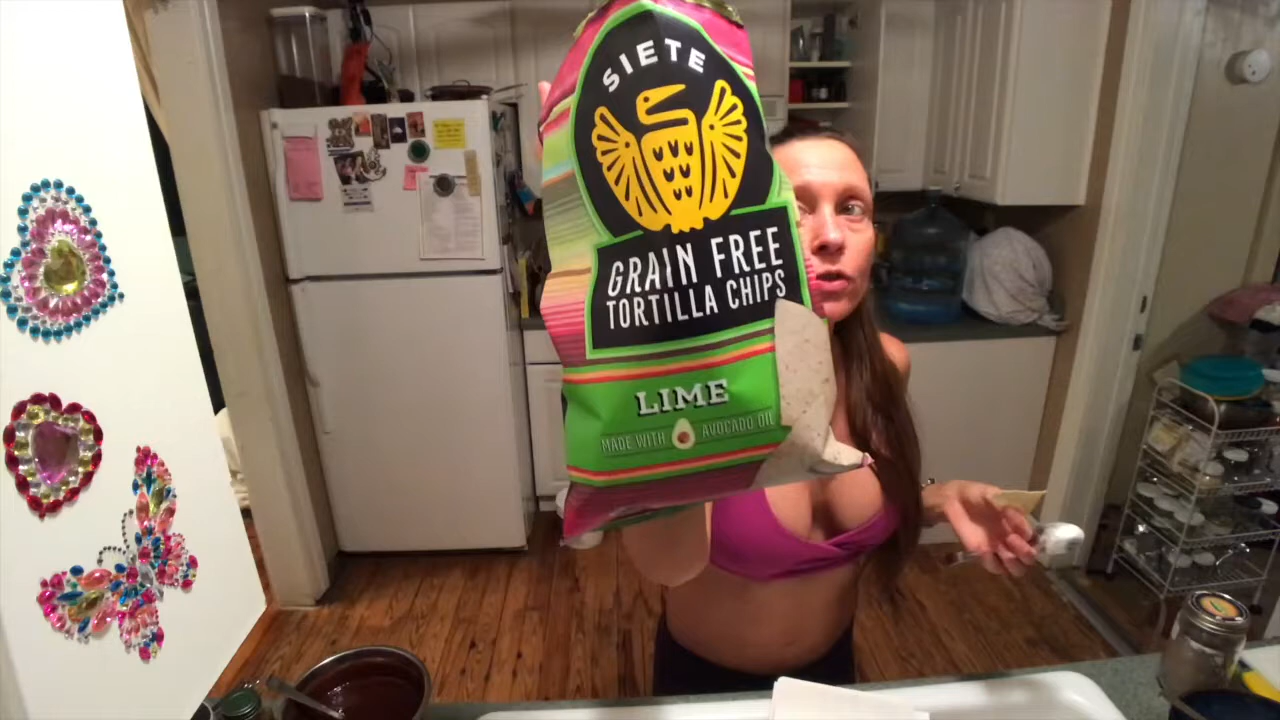 SIETE
GRAIN FREE
TORTILLA CHIPS
LIME
MADE WITH AVOCADO OIL